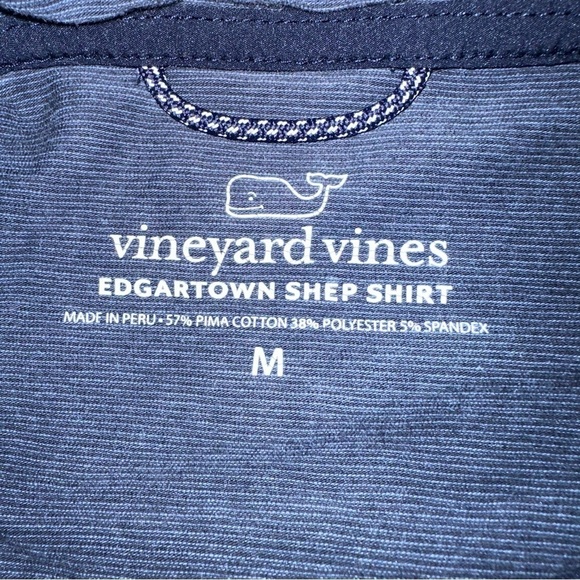 vineyard vines
EDGARTOWN SHEP SHIRT
MADE IN PERU • 57% PIMA COTTON 38% POLYESTER 5% SPANDEX
M